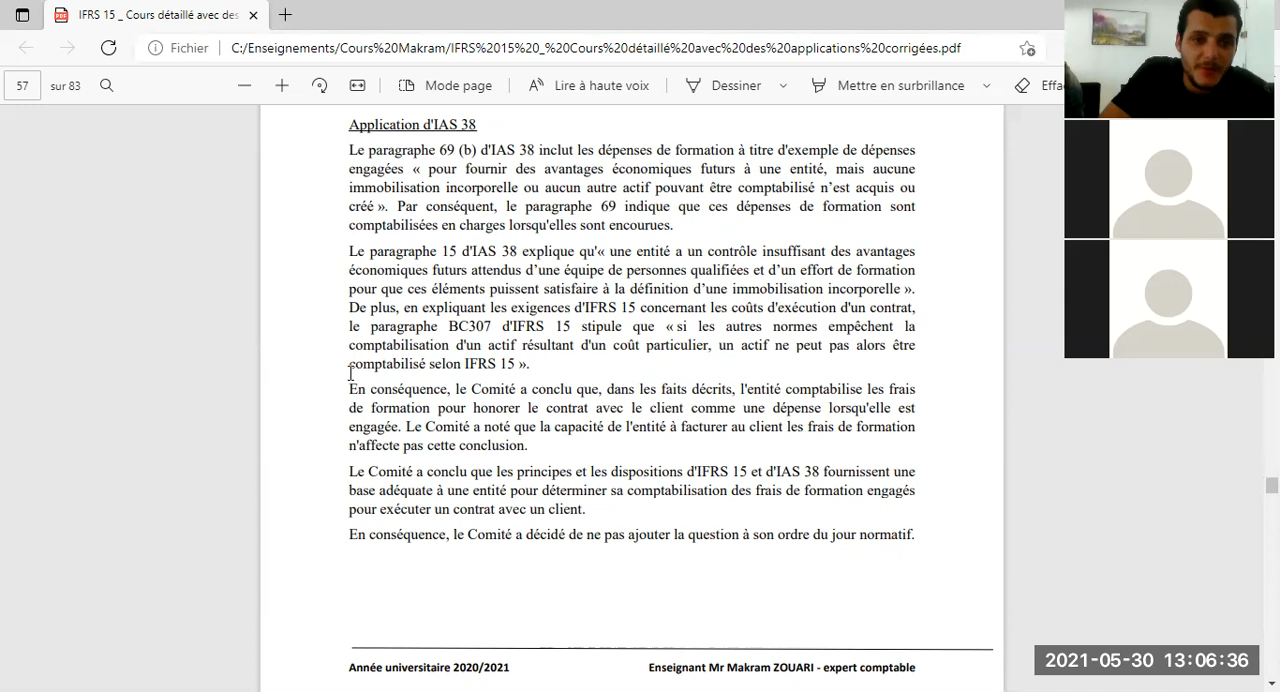 IFRS 15 _ Cours détaillé avec des
Fichier
C:/Enseignements/Cours%20Makram/IFRS%2015%20_%20Cours%20détaillé%20avec%20des%20applications%20corrigées.pdf
57 sur 83
Mode page
Lire à haute voix
Dessiner
Mettre en surbrillance
Application d'IAS 38
Le paragraphe 69 (b) d'IAS 38 inclut les dépenses de formation à titre d'exemple de dépenses
engagées « pour fournir des avantages économiques futurs à une entité, mais aucune
immobilisation incorporelle ou aucun autre actif pouvant être comptabilisé n’est acquis ou
créé ». Par conséquent, le paragraphe 69 indique que ces dépenses de formation sont
comptabilisées en charges lorsqu'elles sont encourues.
Le paragraphe 15 d'IAS 38 explique qu'« une entité a un contrôle insuffisant des avantages
économiques futurs attendus d’une équipe de personnes qualifiées et d’un effort de formation
pour que ces éléments puissent satisfaire à la définition d’une immobilisation incorporelle ».
De plus, en expliquant les exigences d'IFRS 15 concernant les coûts d'exécution d'un contrat,
le paragraphe BC307 d'IFRS 15 stipule que « si les autres normes empêchent la
comptabilisation d'un actif résultant d'un coût particulier, un actif ne peut pas alors être
comptabilisé selon IFRS 15 ».
En conséquence, le Comité a conclu que, dans les faits décrits, l'entité comptabilise les frais
de formation pour honorer le contrat avec le client comme une dépense lorsqu'elle est
engagée. Le Comité a noté que la capacité de l'entité à facturer au client les frais de formation
n'affecte pas cette conclusion.
Le Comité a conclu que les principes et les dispositions d'IFRS 15 et d'IAS 38 fournissent une
base adéquate à une entité pour déterminer sa comptabilisation des frais de formation engagés
pour exécuter un contrat avec un client.
En conséquence, le Comité a décidé de ne pas ajouter la question à son ordre du jour normatif.
Année universitaire 2020/2021
Enseignant Mr Makram ZOUARI - expert comptable
2021-05-30 13:06:36